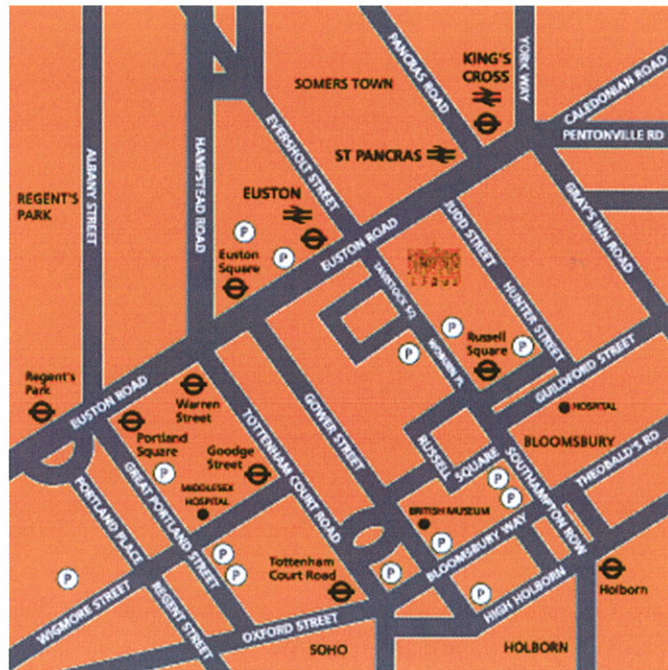 KING'S
CROSS
YORK WAY
CALEDONIAN ROAD
PENTONVILLE RD
PANCRAS ROAD
SOMERS TOWN
ST PANCRAS
EVERSHOLT STREET
HAMPSTEAD ROAD
ALBANY STREET
REGENT'S
PARK
EUSTON
P
P
Euston
Square
EUSTON ROAD
JUDD STREET
GRAY'S INN ROAD
TAVISTOCK SQ
HUNTER STREET
WOBURN PL
P
P
P
Russell
Square
GUILDFORD STREET
HOSPITAL
Regent's
Park
EUSTON ROAD
Warren
Street
Portland
Square
Goodge
Street
GOWER STREET
TOTTENHAM COURT ROAD
RUSSELL
SQUARE
SOUTHAMPTON ROW
BLOOMSBURY
THEOBALD'S RD
P
MIDDLESEX
HOSPITAL
GREAT PORTLAND STREET
PORTLAND PLACE
P
P
BRITISH MUSEUM
P
BLOOMSBURY WAY
P
P
P
Tottenham
Court Road
P
P
HIGH HOLBORN
Holborn
WIGMORE STREET
REGENT STREET
OXFORD STREET
SOHO
HOLBORN